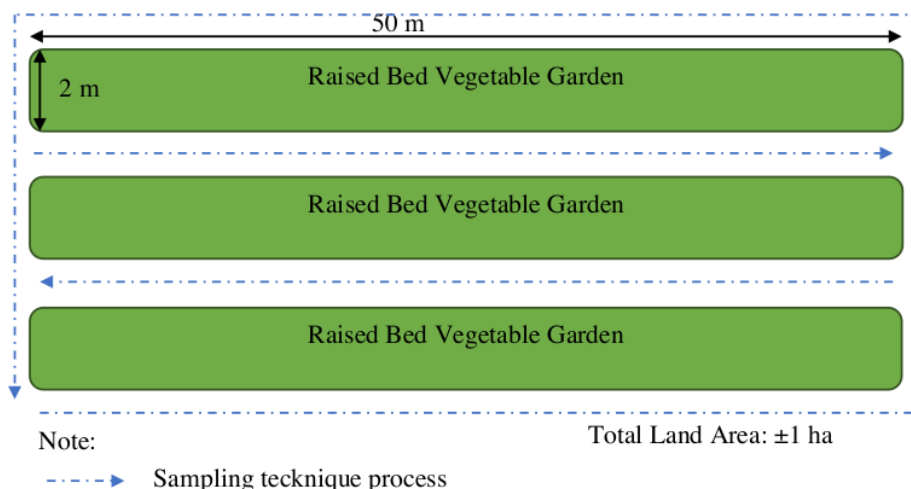 50 m
Raised Bed Vegetable Garden
2 m
Raised Bed Vegetable Garden
Raised Bed Vegetable Garden
Note:
Total Land Area: ±1 ha
Sampling tecknique process